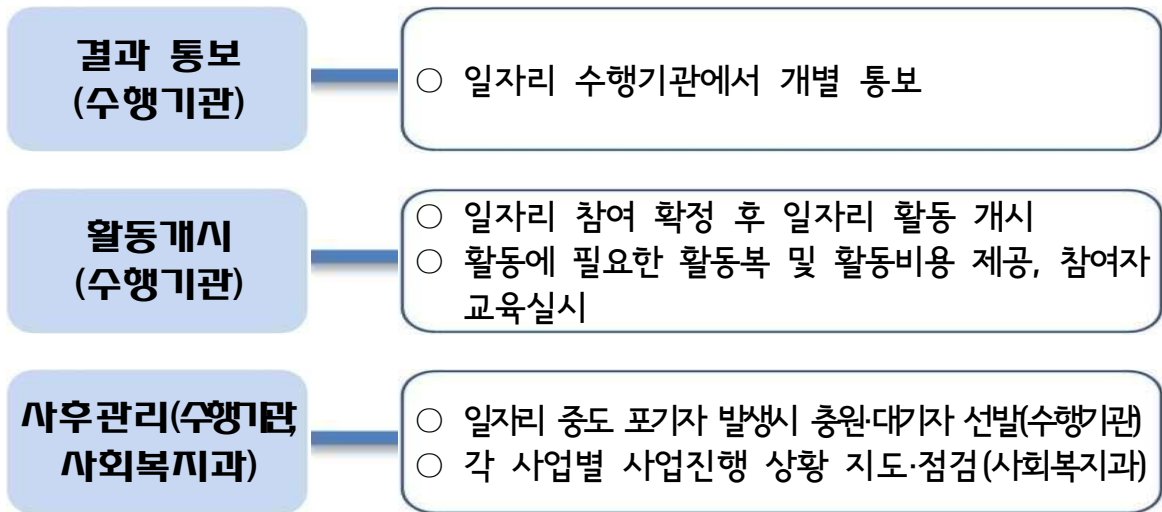 결과 통보
(수행기관)
○ 일자리 수행기관에서 개별 통보
활동개시
(수행기관)
○ 일자리 참여 확정 후 일자리 활동 개시
○ 활동에 필요한 활동복 및 활동비용 제공, 참여자
교육실시
사후관리(수행기관,
사회복지과)
○ 일자리 중도 포기자 발생시 충원·대기자 선발(수행기관)
○ 각 사업별 사업진행 상황 지도·점검(사회복지과)